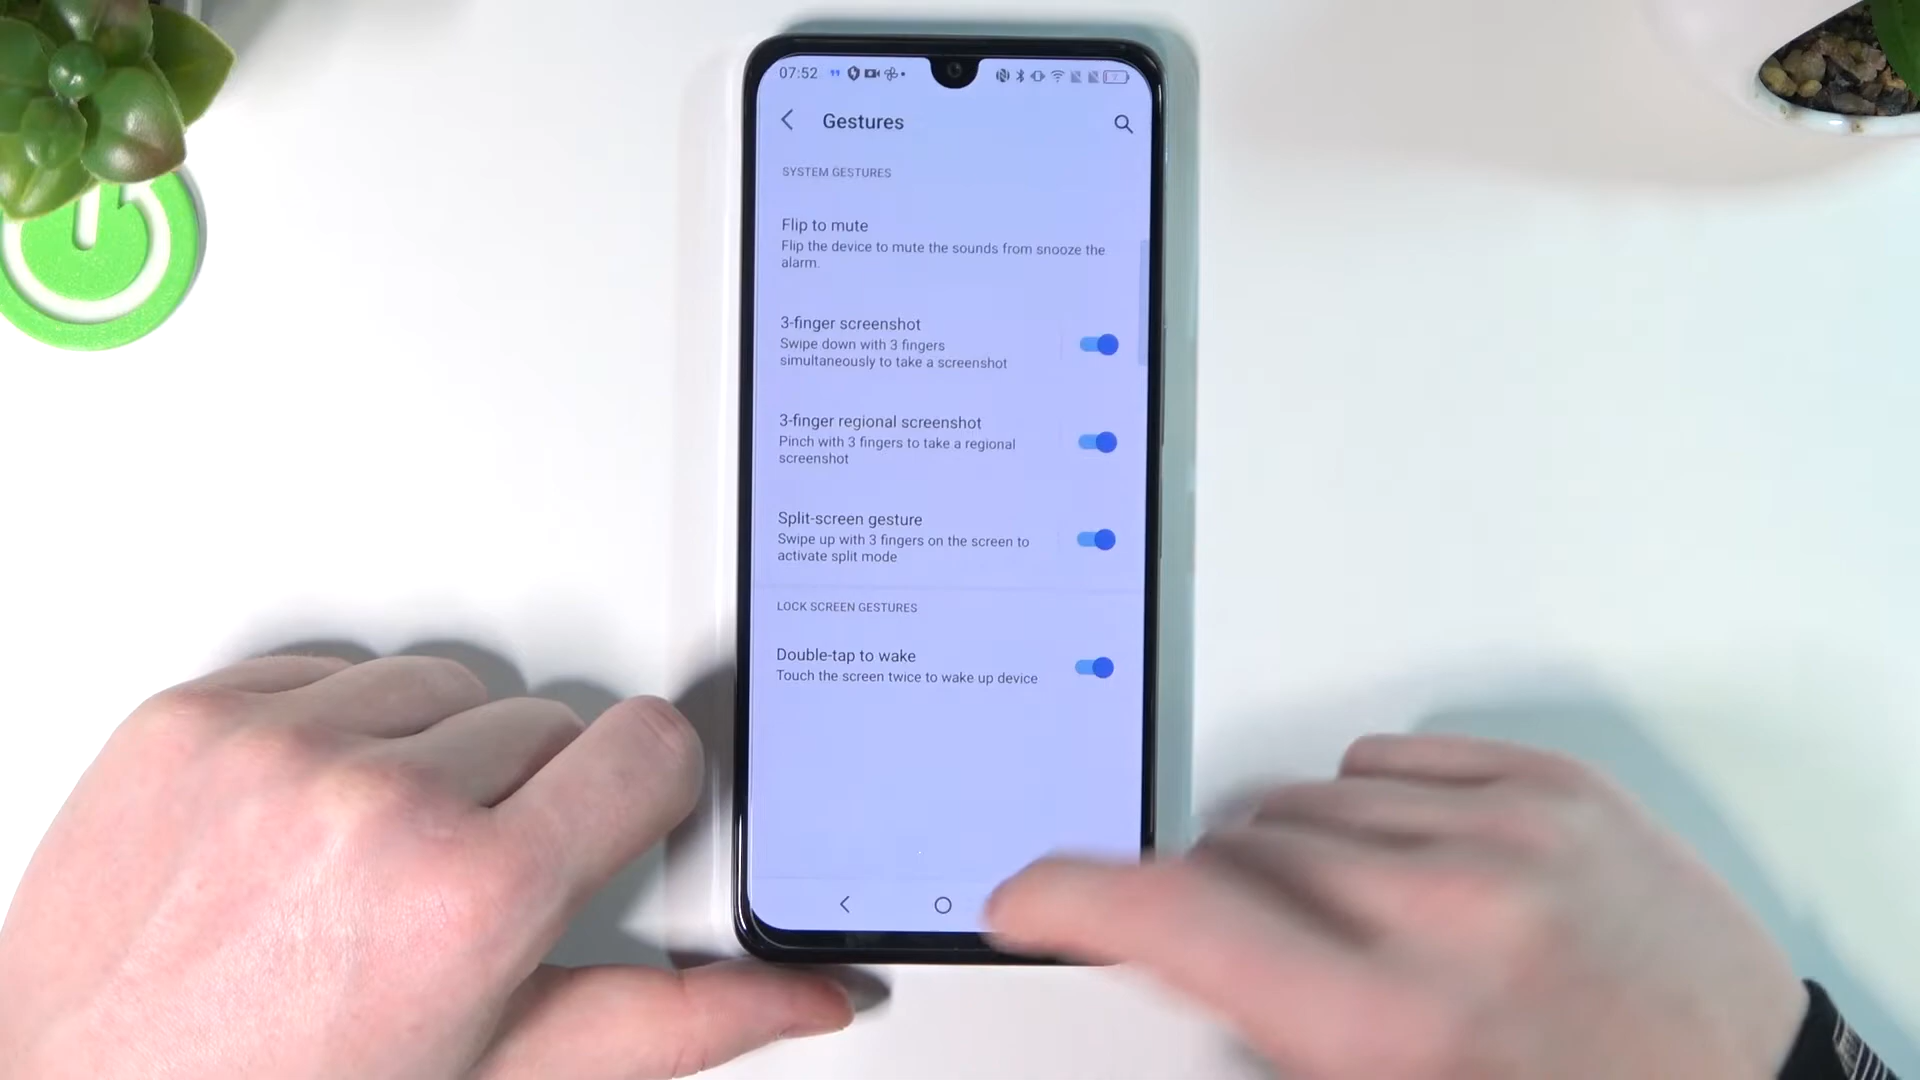 07:52
Gestures
SYSTEM GESTURES
Flip to mute
Flip the device to mute the sounds from snooze the
alarm.
3-finger screenshot
Swipe down with 3 fingers
simultaneously to take a screenshot
3-finger regional screenshot
Pinch with 3 fingers to take a regional
screenshot
Split-screen gesture
Swipe up with 3 fingers on the screen to
activate split mode
LOCK SCREEN GESTURES
Double-tap to wake
Touch the screen twice to wake up device